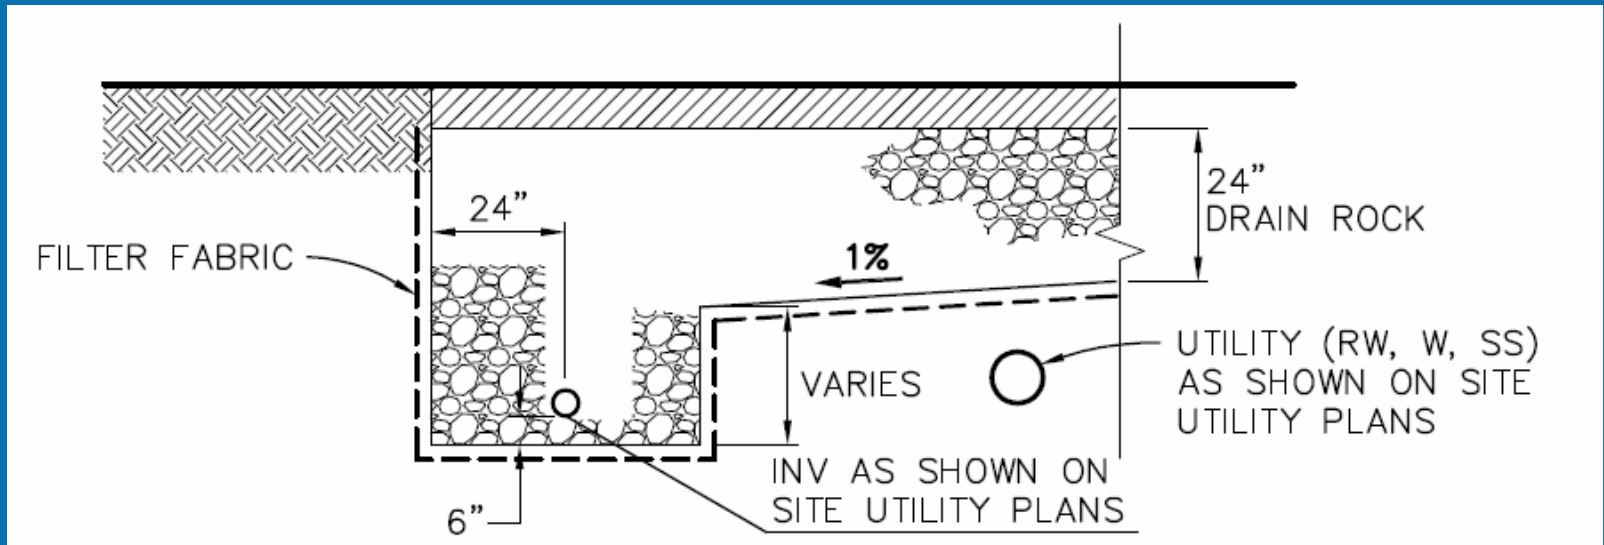 24"
24"
DRAIN ROCK
FILTER FABRIC
1%
UTILITY (RW, W, SS)
AS SHOWN ON SITE
UTILITY PLANS
VARIES
INV AS SHOWN ON
SITE UTILITY PLANS
6"